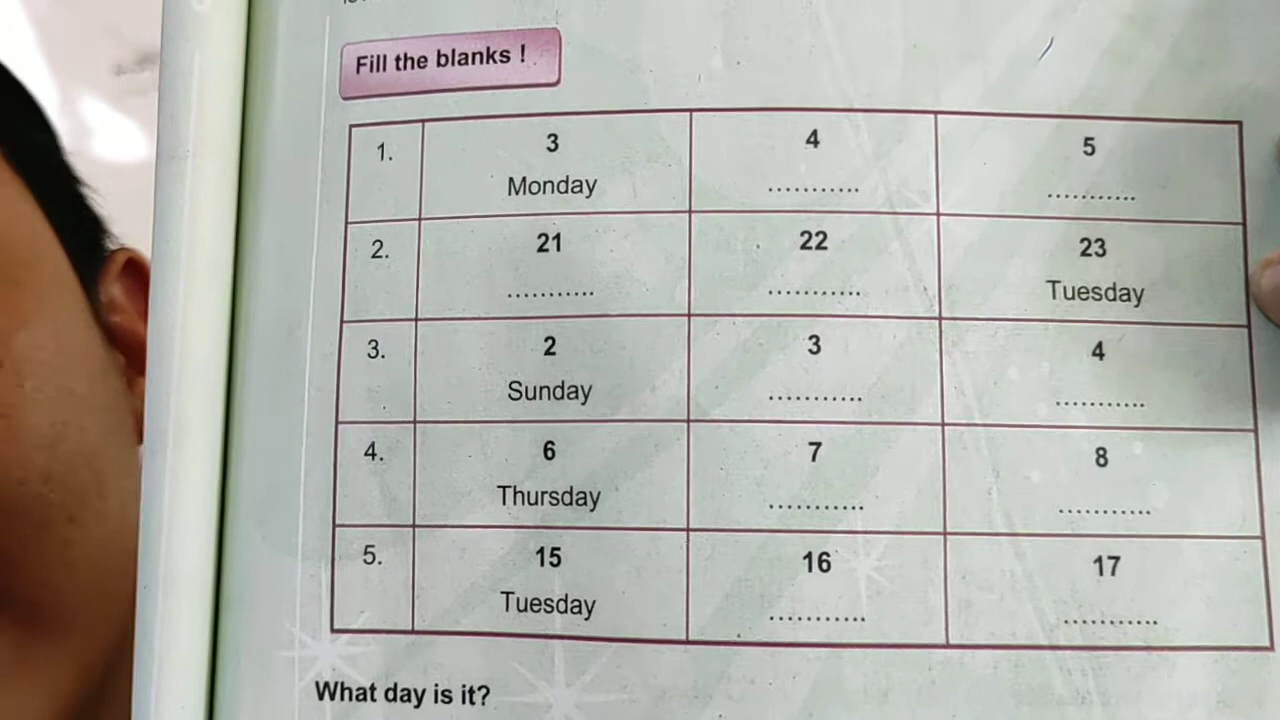 Fill the blanks !
1. 3 4 5
Monday ........... ...........
2. 21 22 23
........... ........... Tuesday
3. 2 3 4
Sunday ........... ...........
4. 6 7 8
Thursday ........... ...........
5. 15 16 17
Tuesday ........... ...........
What day is it?